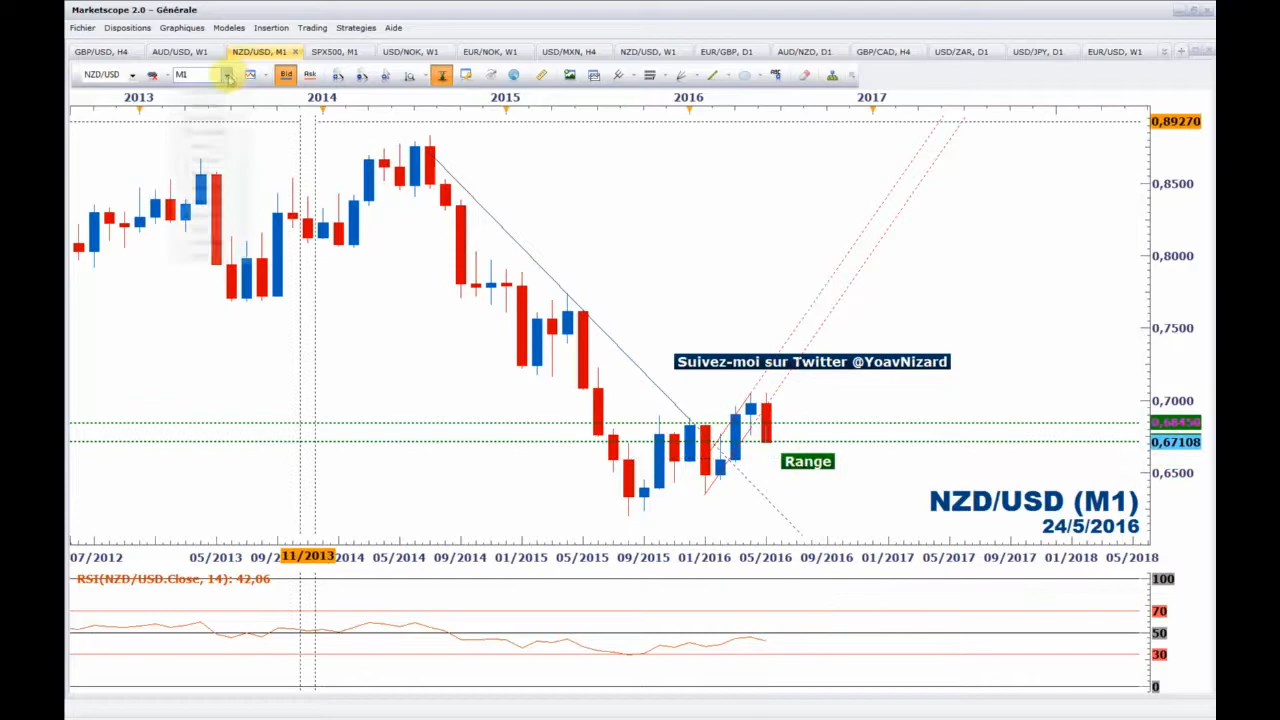 Marketscope 2.0 – Générale
Fichier Dispositions Graphiques Modeles Insertion Trading Strategies Aide
GBP/USD, H4 AUD/USD, W1 NZD/USD, M1 SPX500, M1 USD/NOK, W1 EUR/NOK, W1 USD/MXN, H4 NZD/USD, W1 EUR/GBP, D1 AUD/NZD, D1 GBP/CAD, H4 USD/ZAR, D1 USD/JPY, D1 EUR/USD, W1
NZD/USD M1 Bid Ask
2013 2014 2015 2016 2017
0,89270
0,8500
0,8000
0,7500
Suivez-moi sur Twitter @YoavNizard
0,7000
0,68450
0,67108
Range
0,6500
NZD/USD (M1)
24/5/2016
07/2012 05/2013 09/2 11/2013 2014 05/2014 09/2014 01/2015 05/2015 09/2015 01/2016 05/2016 09/2016 01/2017 05/2017 09/2017 01/2018 05/2018
RSI(NZD/USD.Close, 14): 42,06
100
70
50
30
0